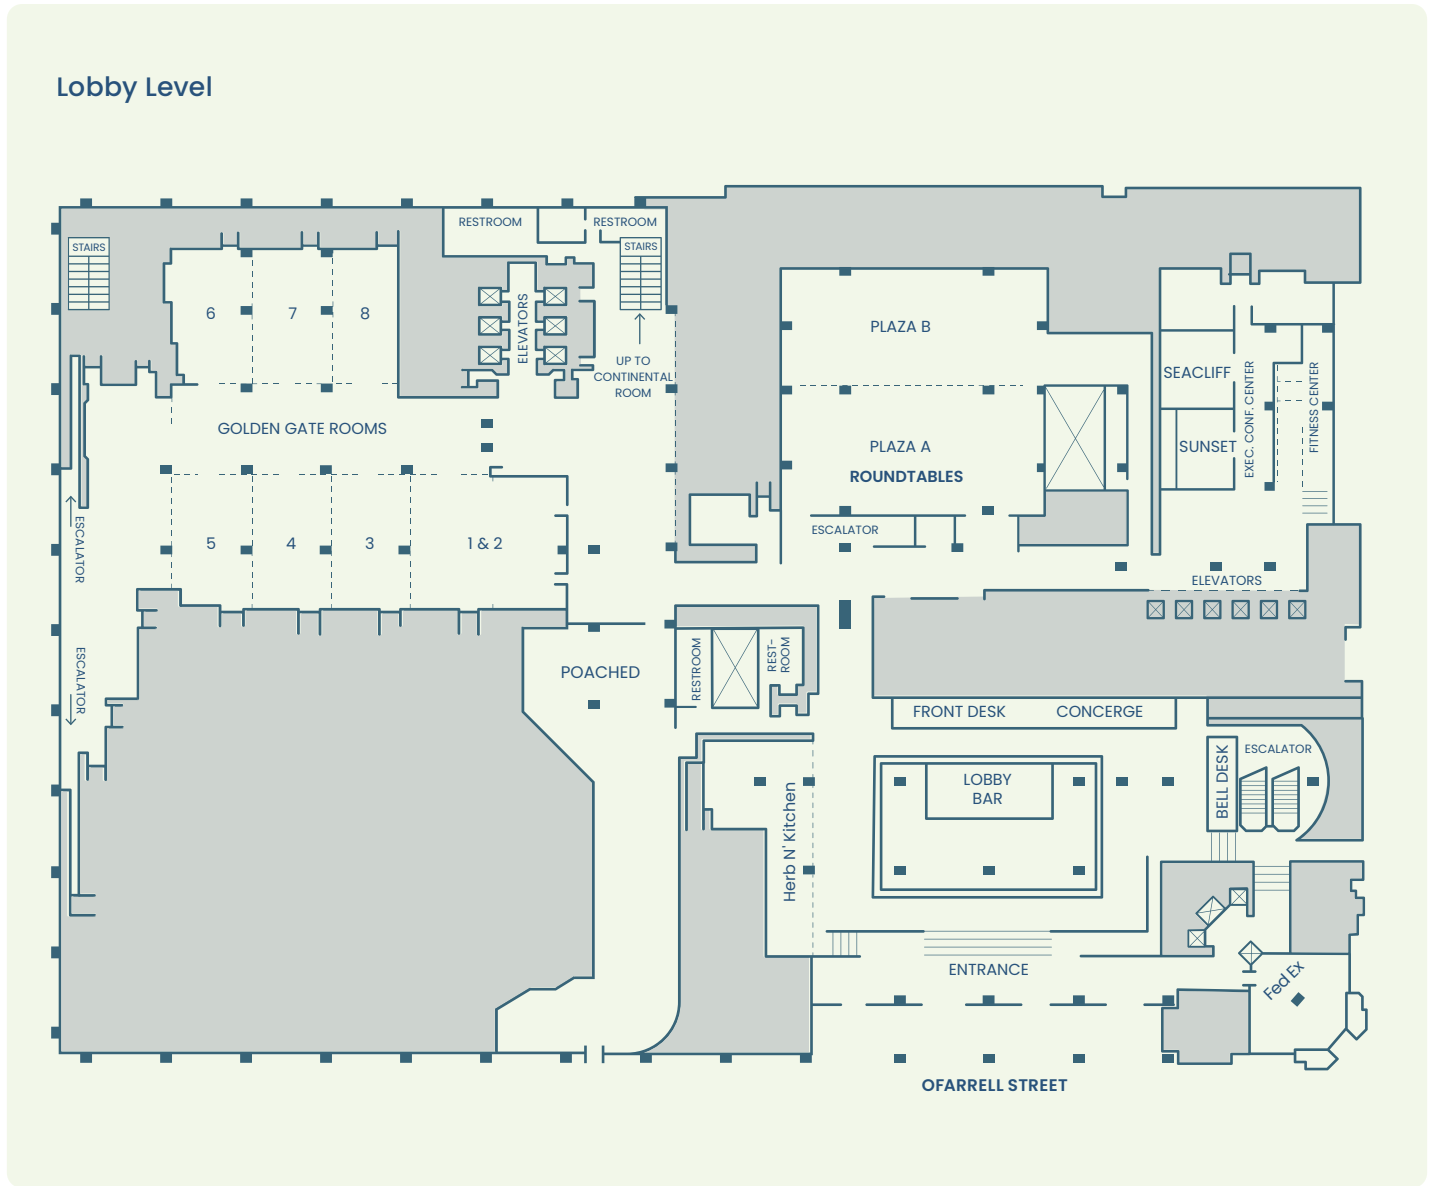 Lobby Level
RESTROOM
RESTROOM
STAIRS
STAIRS
6
7
8
ELEVATORS
UP TO
CONTINENTAL
ROOM
GOLDEN GATE ROOMS
PLAZA B
PLAZA A
ROUNDTABLES
ESCALATOR
SEACLIFF
SUNSET
EXEC. CONF. CENTER
FITNESS CENTER
ELEVATORS
ESCALATOR
5
4
3
1 & 2
ESCALATOR
POACHED
RESTROOM
REST-
ROOM
FRONT DESK
CONCERGE
LOBBY
BAR
BELL DESK
ESCALATOR
Herb N' Kitchen
ENTRANCE
Fed Ex
OFARRELL STREET